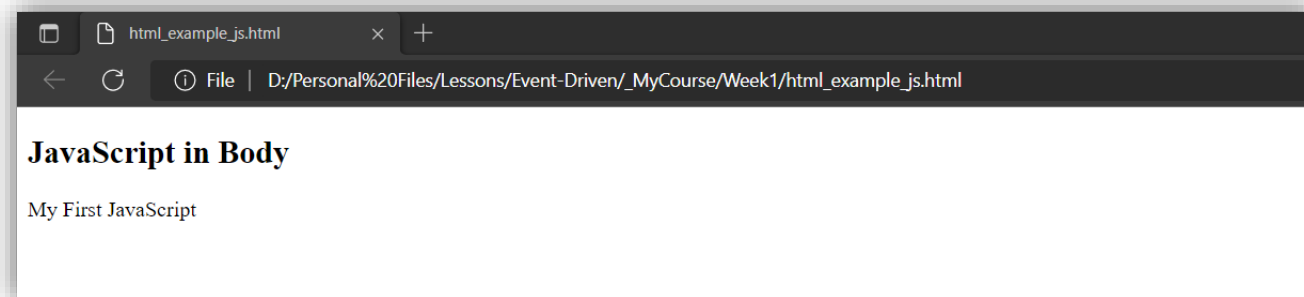 html_example_js.html
File | D:/Personal%20Files/Lessons/Event-Driven/_MyCourse/Week1/html_example_js.html
JavaScript in Body
My First JavaScript